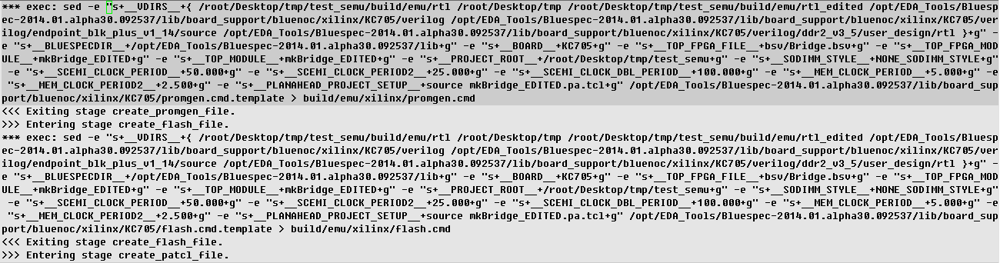 *** exec: sed -e "s+__VDIRS__+{ /root/Desktop/tmp/test_semu/build/emu/rtl /root/Desktop/tmp /root/Desktop/tmp/test_semu/build/emu/rtl_edited /opt/EDA_Tools/Bluesp
ec-2014.01.alpha30.092537/lib/board_support/bluenoc/xilinx/KC705/verilog /opt/EDA_Tools/Bluespec-2014.01.alpha30.092537/lib/board_support/bluenoc/xilinx/KC705/ver
ilog/endpoint_blk_plus_v1_14/source /opt/EDA_Tools/Bluespec-2014.01.alpha30.092537/lib/board_support/bluenoc/xilinx/KC705/verilog/ddr2_v3_5/user_design/rtl }+g" -
e "s+__BLUESPECDIR__+/opt/EDA_Tools/Bluespec-2014.01.alpha30.092537/lib+g" -e "s+__BOARD__+KC705+g" -e "s+__TOP_FPGA_FILE__+bsv/Bridge.bsv+g" -e "s+__TOP_FPGA_MOD
ULE__+mkBridge_EDITED+g" -e "s+__TOP_MODULE__+mkBridge_EDITED+g" -e "s+__PROJECT_ROOT__+/root/Desktop/tmp/test_semu+g" -e "s+__SODIMM_STYLE__+NONE_SODIMM_STYLE+g"
-e "s+__SCEMI_CLOCK_PERIOD__+50.000+g" -e "s+__SCEMI_CLOCK_PERIOD2__+25.000+g" -e "s+__SCEMI_CLOCK_DBL_PERIOD__+100.000+g" -e "s+__MEM_CLOCK_PERIOD__+5.000+g" -e
"s+__MEM_CLOCK_PERIOD2__+2.500+g" -e "s+__PLANAHEAD_PROJECT_SETUP__+source mkBridge_EDITED.pa.tcl+g" /opt/EDA_Tools/Bluespec-2014.01.alpha30.092537/lib/board_sup
port/bluenoc/xilinx/KC705/promgen.cmd.template > build/emu/xilinx/promgen.cmd
<<< Exiting stage create_promgen_file.
>>> Entering stage create_flash_file.
*** exec: sed -e "s+__VDIRS__+{ /root/Desktop/tmp/test_semu/build/emu/rtl /root/Desktop/tmp /root/Desktop/tmp/test_semu/build/emu/rtl_edited /opt/EDA_Tools/Bluesp
ec-2014.01.alpha30.092537/lib/board_support/bluenoc/xilinx/KC705/verilog /opt/EDA_Tools/Bluespec-2014.01.alpha30.092537/lib/board_support/bluenoc/xilinx/KC705/ver
ilog/endpoint_blk_plus_v1_14/source /opt/EDA_Tools/Bluespec-2014.01.alpha30.092537/lib/board_support/bluenoc/xilinx/KC705/verilog/ddr2_v3_5/user_design/rtl }+g" -
e "s+__BLUESPECDIR__+/opt/EDA_Tools/Bluespec-2014.01.alpha30.092537/lib+g" -e "s+__BOARD__+KC705+g" -e "s+__TOP_FPGA_FILE__+bsv/Bridge.bsv+g" -e "s+__TOP_FPGA_MOD
ULE__+mkBridge_EDITED+g" -e "s+__TOP_MODULE__+mkBridge_EDITED+g" -e "s+__PROJECT_ROOT__+/root/Desktop/tmp/test_semu+g" -e "s+__SODIMM_STYLE__+NONE_SODIMM_STYLE+g"
-e "s+__SCEMI_CLOCK_PERIOD__+50.000+g" -e "s+__SCEMI_CLOCK_PERIOD2__+25.000+g" -e "s+__SCEMI_CLOCK_DBL_PERIOD__+100.000+g" -e "s+__MEM_CLOCK_PERIOD__+5.000+g" -e
"s+__MEM_CLOCK_PERIOD2__+2.500+g" -e "s+__PLANAHEAD_PROJECT_SETUP__+source mkBridge_EDITED.pa.tcl+g" /opt/EDA_Tools/Bluespec-2014.01.alpha30.092537/lib/board_sup
port/bluenoc/xilinx/KC705/flash.cmd.template > build/emu/xilinx/flash.cmd
<<< Exiting stage create_flash_file.
>>> Entering stage create_patcl_file.